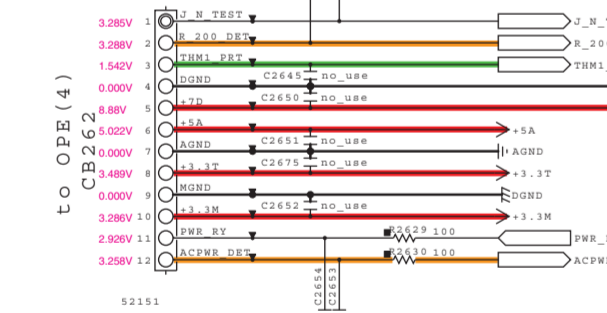 3.285V 1 J_N_TEST J_N_
3.288V 2 R_200_DET R_20
1.542V 3 THM1_PRT THM1
C2645 no_use
0.000V 4 DGND
C2650 no_use
8.88V 5 +7D
5.022V 6 +5A +5A
C2651 no_use
0.000V 7 AGND AGND
C2675 no_use
3.489V 8 +3.3T +3.3T
0.000V 9 MGND DGND
C2652 no_use
3.286V 10 +3.3M +3.3M
2.926V 11 PWR_RY R2629 100 PWR_
3.258V 12 ACPWR_DET R2630 100 ACPW
to OPE(4)
CB262
C2654
C2653
52151